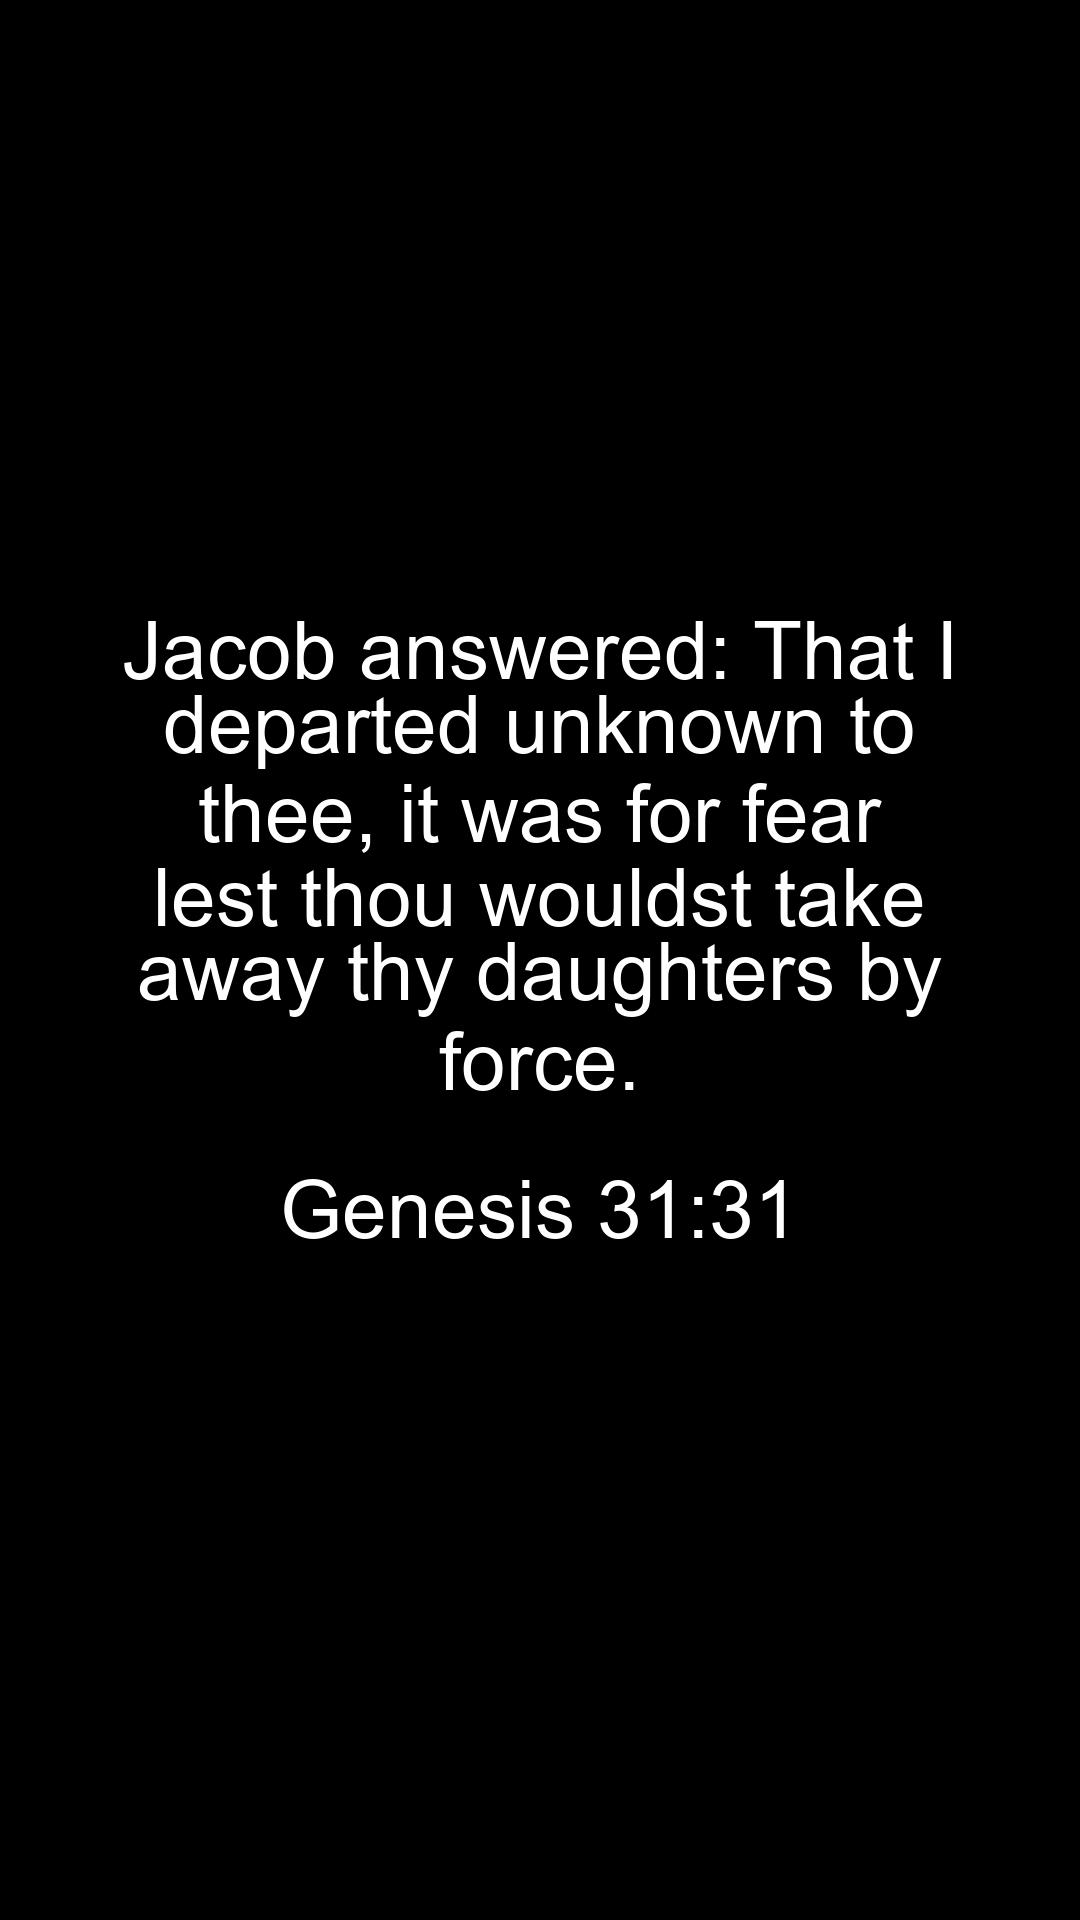 Jacob answered: That I
departed unknown to
thee, it was for fear
lest thou wouldst take
away thy daughters by
force.
Genesis 31:31